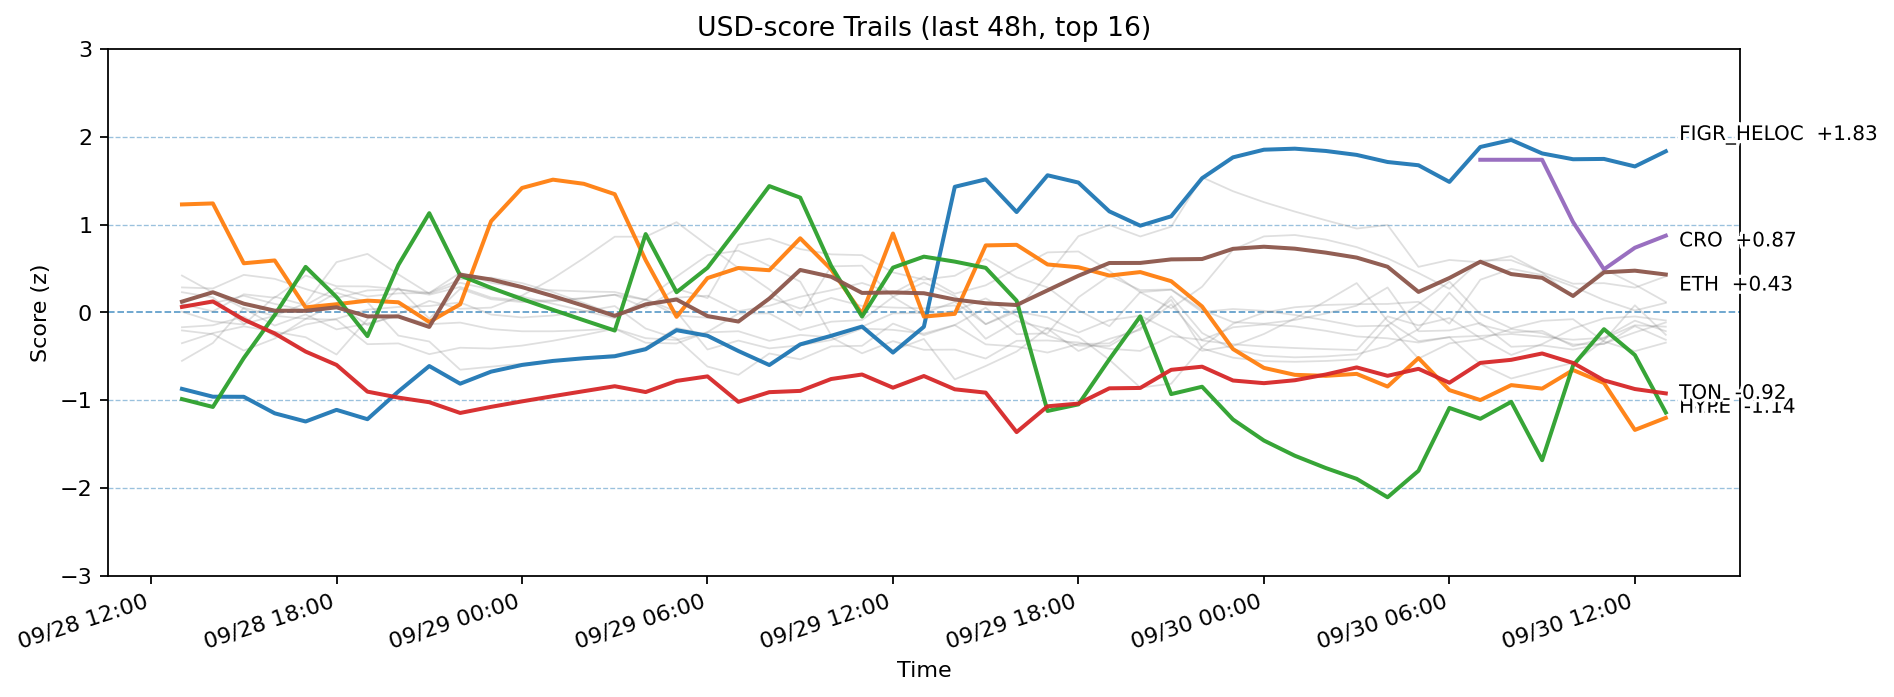 USD-score Trails (last 48h, top 16)
3
2
1
0
−1
−2
−3
Score (z)
FIGR_HELOC +1.83
CRO +0.87
ETH +0.43
TON -0.92
HYPE -1.14
09/28 12:00
09/28 18:00
09/29 00:00
09/29 06:00
09/29 12:00
09/29 18:00
09/30 00:00
09/30 06:00
09/30 12:00
Time